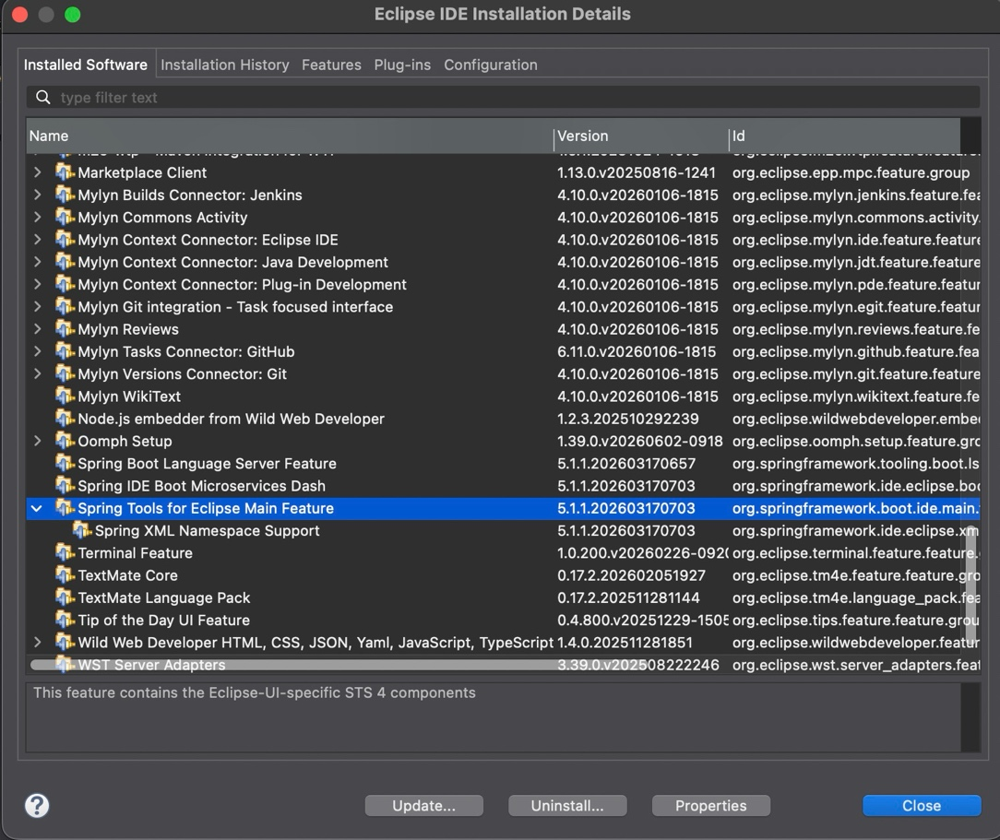 Eclipse IDE Installation Details
Installed Software Installation History Features Plug-ins Configuration
type filter text
Name Version Id
Marketplace Client 1.13.0.v20250816-1241 org.eclipse.epp.mpc.feature.group
Mylyn Builds Connector: Jenkins 4.10.0.v20260106-1815 org.eclipse.mylyn.jenkins.feature.fea
Mylyn Commons Activity 4.10.0.v20260106-1815 org.eclipse.mylyn.commons.activity.
Mylyn Context Connector: Eclipse IDE 4.10.0.v20260106-1815 org.eclipse.mylyn.ide.feature.feature
Mylyn Context Connector: Java Development 4.10.0.v20260106-1815 org.eclipse.mylyn.jdt.feature.feature
Mylyn Context Connector: Plug-in Development 4.10.0.v20260106-1815 org.eclipse.mylyn.pde.feature.featur
Mylyn Git integration - Task focused interface 4.10.0.v20260106-1815 org.eclipse.mylyn.egit.feature.featur
Mylyn Reviews 4.10.0.v20260106-1815 org.eclipse.mylyn.reviews.feature.fe
Mylyn Tasks Connector: GitHub 6.11.0.v20260106-1815 org.eclipse.mylyn.github.feature.fea
Mylyn Versions Connector: Git 4.10.0.v20260106-1815 org.eclipse.mylyn.git.feature.feature
Mylyn WikiText 4.10.0.v20260106-1815 org.eclipse.mylyn.wikitext.feature.fe
Node.js embedder from Wild Web Developer 1.2.3.202510292239 org.eclipse.wildwebdeveloper.embe
Oomph Setup 1.39.0.v20260602-0918 org.eclipse.oomph.setup.feature.gro
Spring Boot Language Server Feature 5.1.1.202603170657 org.springframework.tooling.boot.ls
Spring IDE Boot Microservices Dash 5.1.1.202603170703 org.springframework.ide.eclipse.boo
Spring Tools for Eclipse Main Feature 5.1.1.202603170703 org.springframework.boot.ide.main.
Spring XML Namespace Support 5.1.1.202603170703 org.springframework.ide.eclipse.xm
Terminal Feature 1.0.200.v20260226-0920 org.eclipse.terminal.feature.feature.
TextMate Core 0.17.2.202602051927 org.eclipse.tm4e.feature.feature.gro
TextMate Language Pack 0.17.2.202511281144 org.eclipse.tm4e.language_pack.fea
Tip of the Day UI Feature 0.4.800.v20251229-1505 org.eclipse.tips.feature.feature.grou
Wild Web Developer HTML, CSS, JSON, Yaml, JavaScript, TypeScript 1.4.0.202511281851 org.eclipse.wildwebdeveloper.featur
WST Server Adapters 3.39.0.v202508222246 org.eclipse.wst.server_adapters.feat
This feature contains the Eclipse-UI-specific STS 4 components
? Update... Uninstall... Properties Close